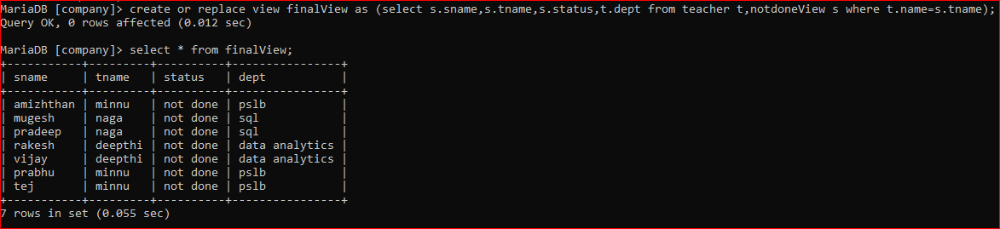 MariaDB [company]> create or replace view finalView as (select s.sname,s.tname,s.status,t.dept from teacher t,notdoneView s where t.name=s.tname);
Query OK, 0 rows affected (0.012 sec)
MariaDB [company]> select * from finalView;
+-----------+---------+----------+----------------+
| sname     | tname   | status   | dept           |
+-----------+---------+----------+----------------+
| amizhthan | minnu   | not done | pslb           |
| mugesh    | naga    | not done | sql            |
| pradeep   | naga    | not done | sql            |
| rakesh    | deepthi | not done | data analytics |
| vijay     | deepthi | not done | data analytics |
| prabhu    | minnu   | not done | pslb           |
| tej       | minnu   | not done | pslb           |
+-----------+---------+----------+----------------+
7 rows in set (0.055 sec)